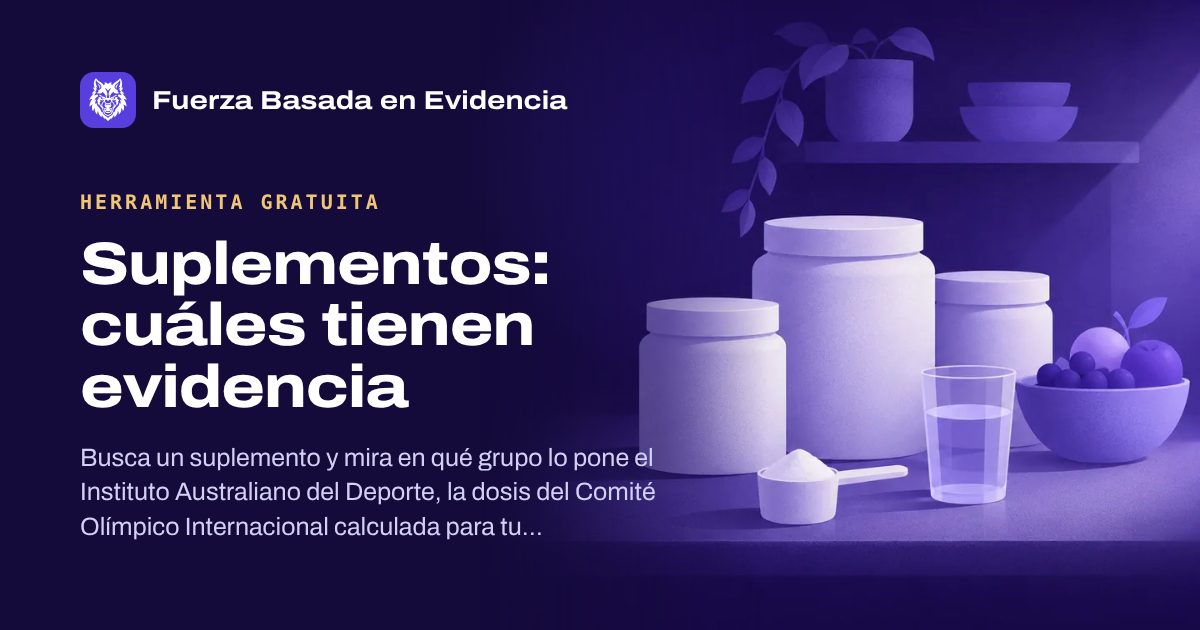 Fuerza Basada en Evidencia
HERRAMIENTA GRATUITA
Suplementos:
cuáles tienen
evidencia
Busca un suplemento y mira en qué grupo lo pone el
Instituto Australiano del Deporte, la dosis del Comité
Olímpico Internacional calculada para tu...